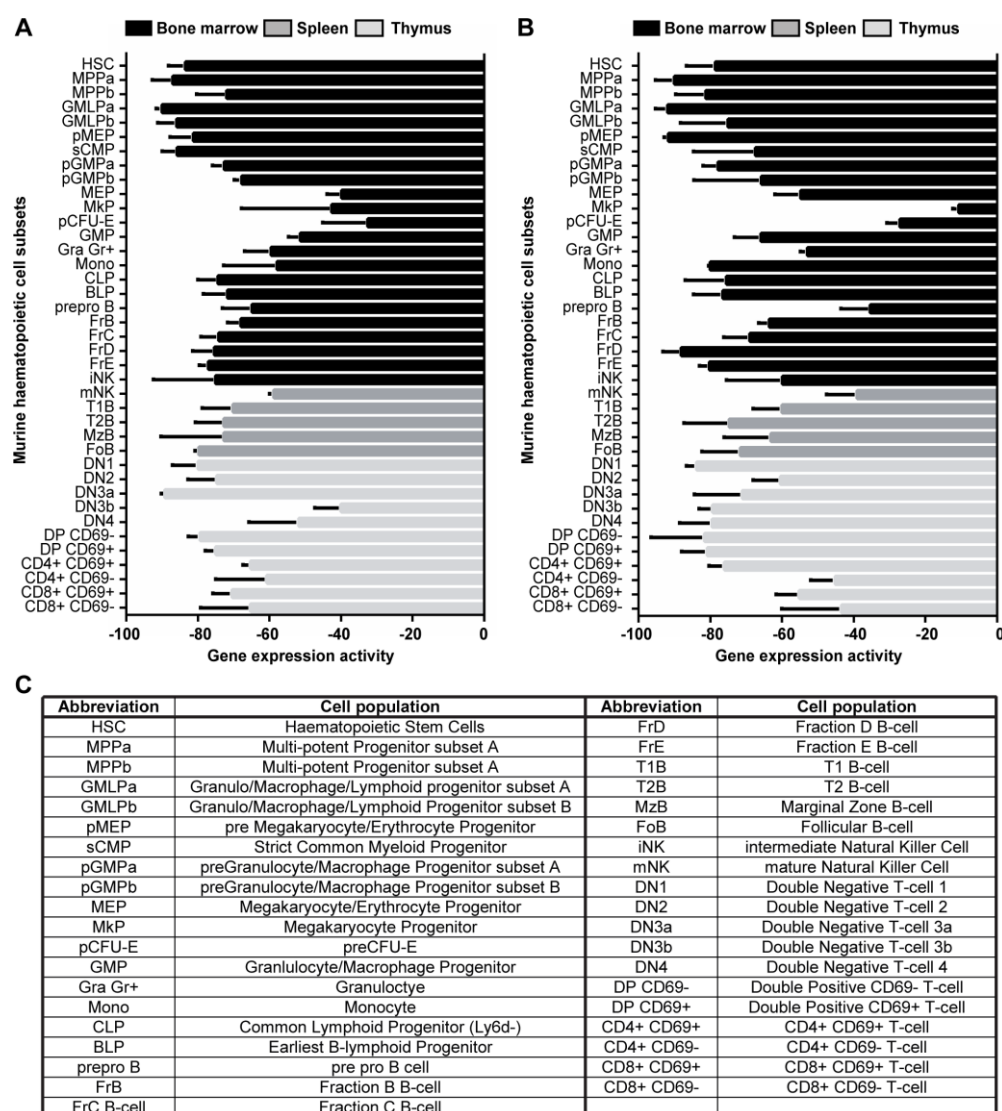 A
Bone marrow Spleen Thymus
Murine haematopoietic cell subsets
HSC
MPPa
MPPb
GMLPa
GMLPb
pMEP
sCMP
pGMPa
pGMPb
MEP
MkP
pCFU-E
GMP
Gra Gr+
Mono
CLP
BLP
prepro B
FrB
FrC
FrD
FrE
iNK
mNK
T1B
T2B
MzB
FoB
DN1
DN2
DN3a
DN3b
DN4
DP CD69-
DP CD69+
CD4+ CD69+
CD4+ CD69-
CD8+ CD69+
CD8+ CD69-
-100 -80 -60 -40 -20 0
Gene expression activity
B
Bone marrow Spleen Thymus
Murine haematopoietic cell subsets
HSC
MPPa
MPPb
GMLPa
GMLPb
pMEP
sCMP
pGMPa
pGMPb
MEP
MkP
pCFU-E
GMP
Gra Gr+
Mono
CLP
BLP
prepro B
FrB
FrC
FrD
FrE
iNK
mNK
T1B
T2B
MzB
FoB
DN1
DN2
DN3a
DN3b
DN4
DP CD69-
DP CD69+
CD4+ CD69+
CD4+ CD69-
CD8+ CD69+
CD8+ CD69-
-100 -80 -60 -40 -20 0
Gene expression activity
C
Abbreviation Cell population Abbreviation Cell population
HSC Haematopoietic Stem Cells FrD Fraction D B-cell
MPPa Multi-potent Progenitor subset A FrE Fraction E B-cell
MPPb Multi-potent Progenitor subset A T1B T1 B-cell
GMLPa Granulo/Macrophage/Lymphoid progenitor subset A T2B T2 B-cell
GMLPb Granulo/Macrophage/Lymphoid Progenitor subset B MzB Marginal Zone B-cell
pMEP pre Megakaryocyte/Erythrocyte Progenitor FoB Follicular B-cell
sCMP Strict Common Myeloid Progenitor iNK intermediate Natural Killer Cell
pGMPa preGranulocyte/Macrophage Progenitor subset A mNK mature Natural Killer Cell
pGMPb preGranulocyte/Macrophage Progenitor subset B DN1 Double Negative T-cell 1
MEP Megakaryocyte/Erythrocyte Progenitor DN2 Double Negative T-cell 2
MkP Megakaryocyte Progenitor DN3a Double Negative T-cell 3a
pCFU-E preCFU-E DN3b Double Negative T-cell 3b
GMP Granlulocyte/Macrophage Progenitor DN4 Double Negative T-cell 4
Gra Gr+ Granuloctye DP CD69- Double Positive CD69- T-cell
Mono Monocyte DP CD69+ Double Positive CD69+ T-cell
CLP Common Lymphoid Progenitor (Ly6d-) CD4+ CD69+ CD4+ CD69+ T-cell
BLP Earliest B-lymphoid Progenitor CD4+ CD69- CD4+ CD69- T-cell
prepro B pre pro B cell CD8+ CD69+ CD8+ CD69+ T-cell
FrB Fraction B B-cell CD8+ CD69- CD8+ CD69- T-cell
FrC B-cell Fraction C B-cell